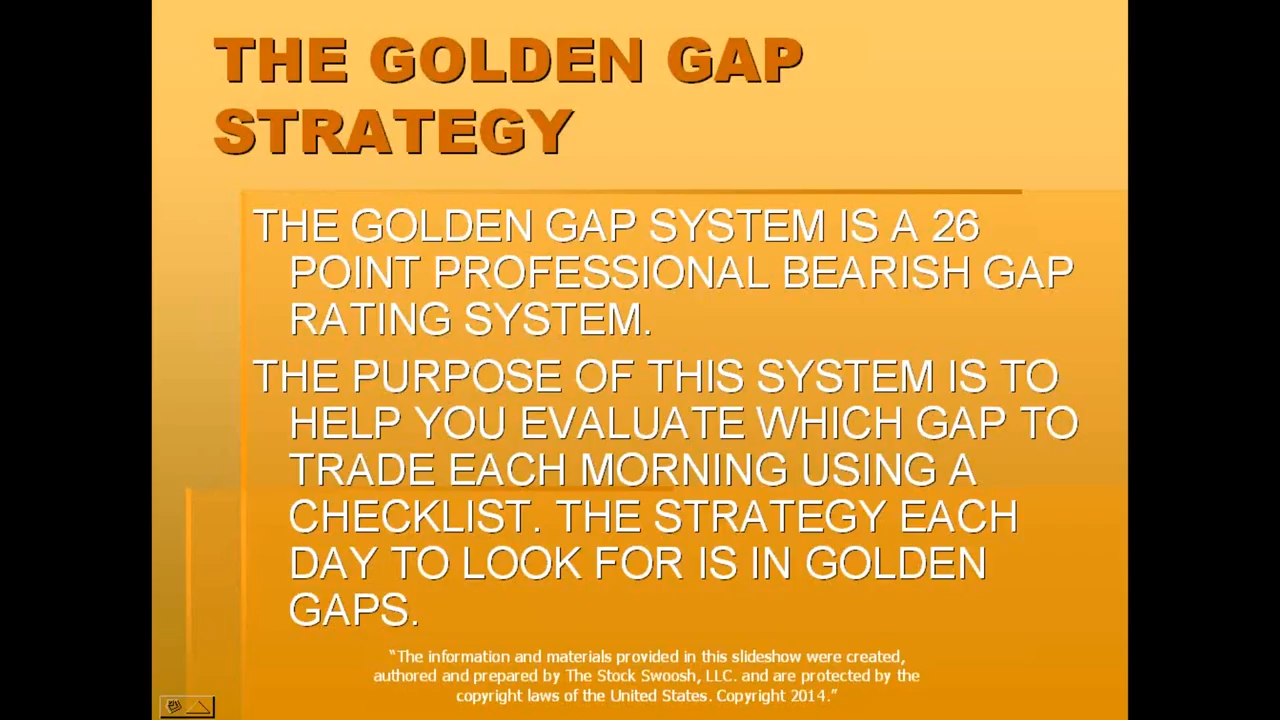 THE GOLDEN GAP
STRATEGY
THE GOLDEN GAP SYSTEM IS A 26
POINT PROFESSIONAL BEARISH GAP
RATING SYSTEM.
THE PURPOSE OF THIS SYSTEM IS TO
HELP YOU EVALUATE WHICH GAP TO
TRADE EACH MORNING USING A
CHECKLIST. THE STRATEGY EACH
DAY TO LOOK FOR IS IN GOLDEN
GAPS.
“The information and materials provided in this slideshow were created,
authored and prepared by The Stock Swoosh, LLC. and are protected by the
copyright laws of the United States. Copyright 2014.”